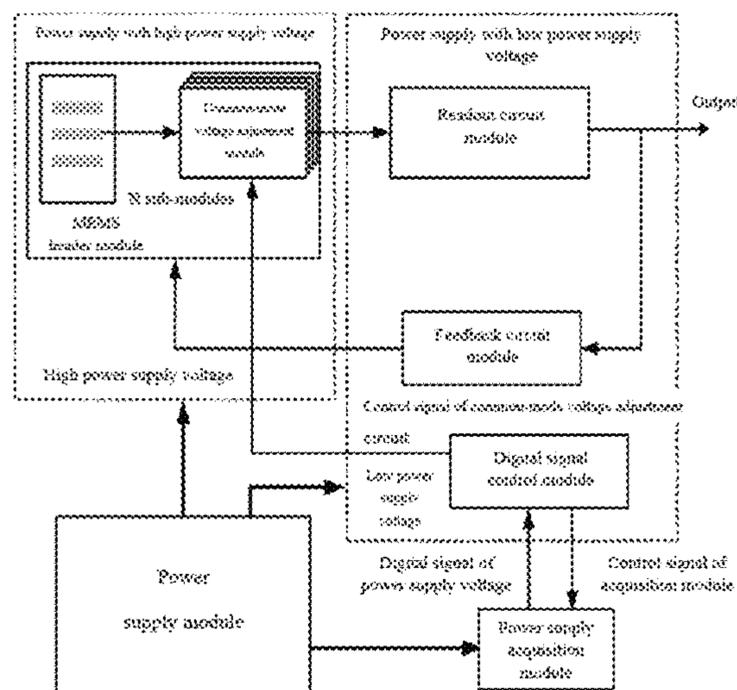 Power supply with high power supply voltage
Power supply with low power supply
voltage
Common-mode
voltage adjustment
module
Readout circuit
module
Output
N sub-modules
MEMS
header module
Feedback circuit
module
High power supply voltage
Control signal of common-mode voltage adjustment
circuit
Low power
supply
voltage
Digital signal
control module
Digital signal of
power supply voltage
Control signal of
acquisition module
Power
supply module
Power supply
acquisition
module